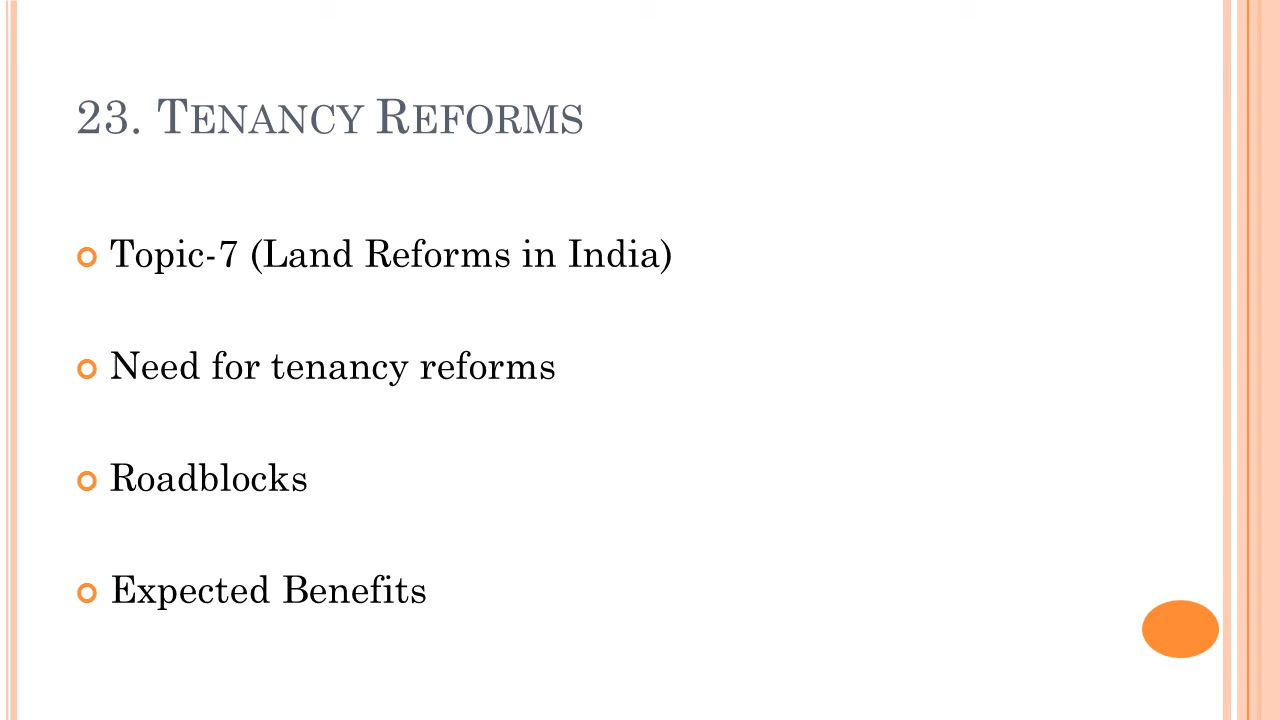 23. Tenancy Reforms
Topic-7 (Land Reforms in India)
Need for tenancy reforms
Roadblocks
Expected Benefits